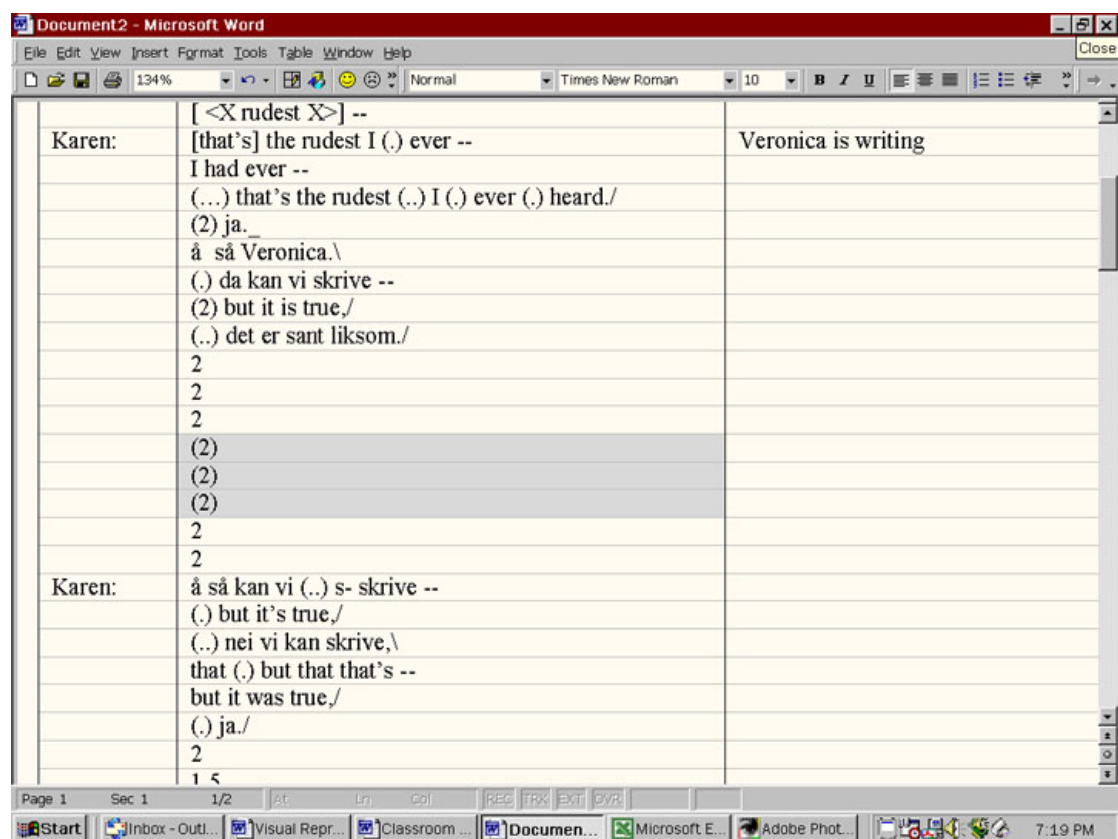 Document2 - Microsoft Word
Close
File Edit View Insert Format Tools Table Window Help
134% Normal Times New Roman 10 B I U
[ <X rudest X>] --
Karen: [that's] the rudest I (.) ever -- Veronica is writing
I had ever --
(...) that's the rudest (..) I (.) ever (.) heard./
(2) ja._
å så Veronica.\
(.) da kan vi skrive --
(2) but it is true,/
(..) det er sant liksom./
2
2
2
(2)
(2)
(2)
2
2
Karen: å så kan vi (..) s- skrive --
(.) but it's true,/
(..) nei vi kan skrive,\
that (.) but that that's --
but it was true,/
(.) ja./
2
1.5
Page 1 Sec 1 1/2 At Ln Col REC TRK EXT OVR
Start Inbox - Outl... Visual Repr... Classroom ... Documen... Microsoft E... Adobe Phot... 7:19 PM